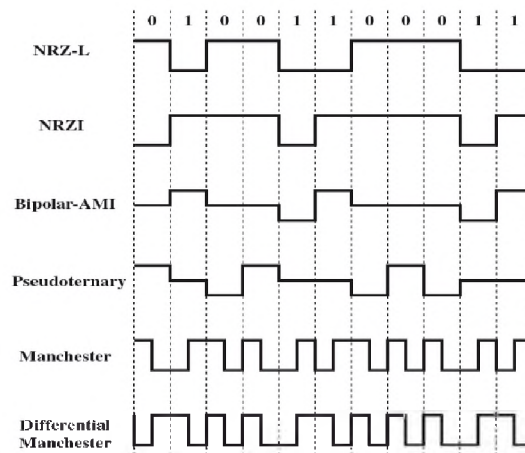 0 1 0 0 1 1 0 0 0 1 1
NRZ-L
NRZI
Bipolar-AMI
Pseudoternary
Manchester
Differential
Manchester